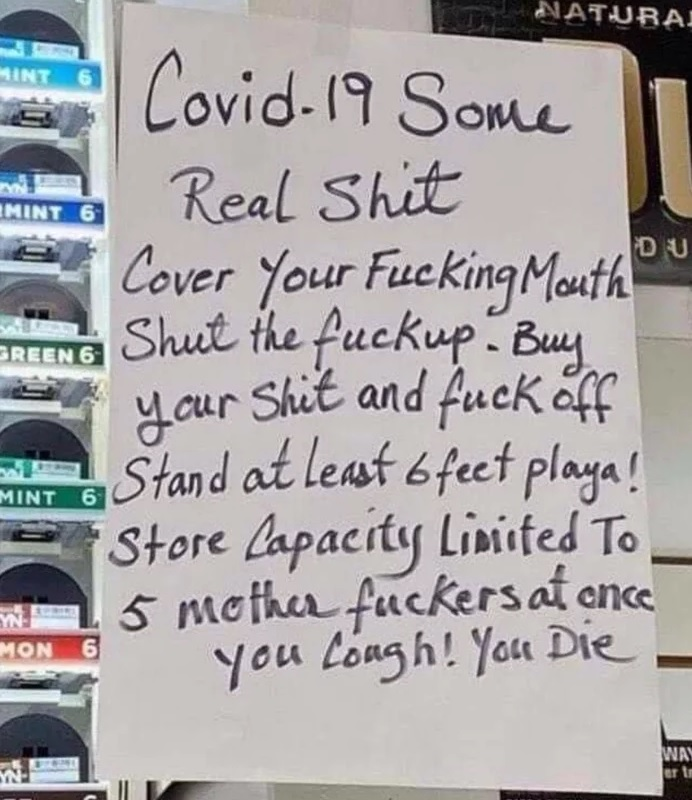 NATURA
MINT 6
MINT 6
GREEN 6
MINT 6
MON 6
Covid-19 Some
Real Shit
Cover Your Fucking Mouth
Shut the fuckup. Buy
your Shit and fuck off
Stand at least 6 feet playa!
Store Capacity Limited To
5 mother fuckers at once
you Cough! You Die